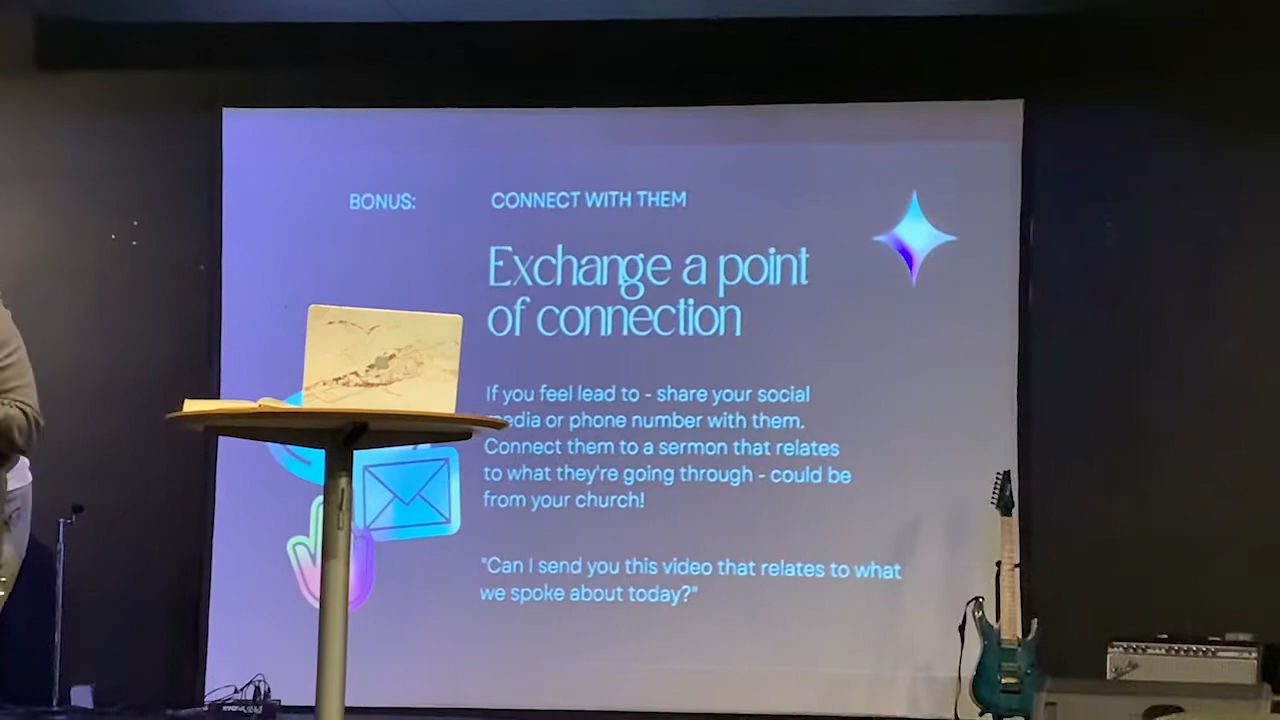 BONUS:
CONNECT WITH THEM
Exchange a point
of connection
If you feel lead to - share your social
media or phone number with them.
Connect them to a sermon that relates
to what they're going through - could be
from your church!
"Can I send you this video that relates to what
we spoke about today?"
Fender